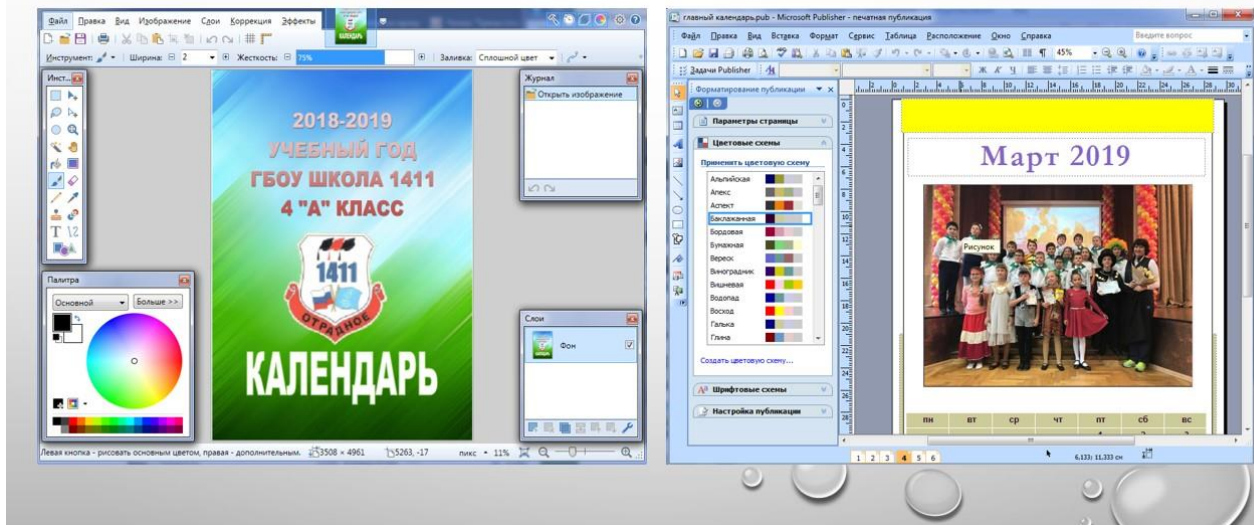 Файл Правка Вид Изображение Слои Коррекция Эффекты
Инструмент: Ширина: 2 Жесткость: 75% Заливка: Сплошной цвет
Инст...
Журнал
Открыть изображение
2018-2019
УЧЕБНЫЙ ГОД
ГБОУ ШКОЛА 1411
4 "А" КЛАСС
1411
ОТРАДНОЕ
КАЛЕНДАРЬ
Палитра
Основной Больше >>
Слои
Фон
Левая кнопка - рисовать основным цветом, правая - дополнительным. 3508 × 4961 5263, -17 пикс 11%
главный календарь.pub - Microsoft Publisher - печатная публикация
Файл Правка Вид Вставка Формат Сервис Таблица Расположение Окно Справка Введите вопрос
45%
Задачи Publisher
Ж К Ч
Форматирование публикации
Параметры страницы
Цветовые схемы
Применить цветовую схему
Альпийская
Апекс
Аспект
Баклажанная
Бордовая
Бумажная
Вереск
Виноградник
Вишневая
Водопад
Восход
Галька
Глина
Создать цветовую схему...
Шрифтовые схемы
Настройка публикации
Март 2019
Рисунок
пн вт ср чт пт сб вс
1 2 3 4 5 6
6,133; 11,333 см